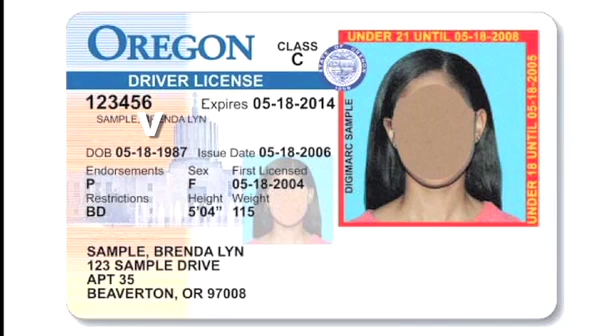 OREGON
CLASS
C
DRIVER LICENSE
123456
Expires 05-18-2014
SAMPLE, BRENDA LYN
V
DOB 05-18-1987 Issue Date 05-18-2006
Endorsements Sex First Licensed
P F 05-18-2004
Restrictions Height Weight
BD 5'04" 115
SAMPLE, BRENDA LYN
123 SAMPLE DRIVE
APT 35
BEAVERTON, OR 97008
UNDER 21 UNTIL 05-18-2008
UNDER 18 UNTIL 05-18-2005
DIGIMARC SAMPLE